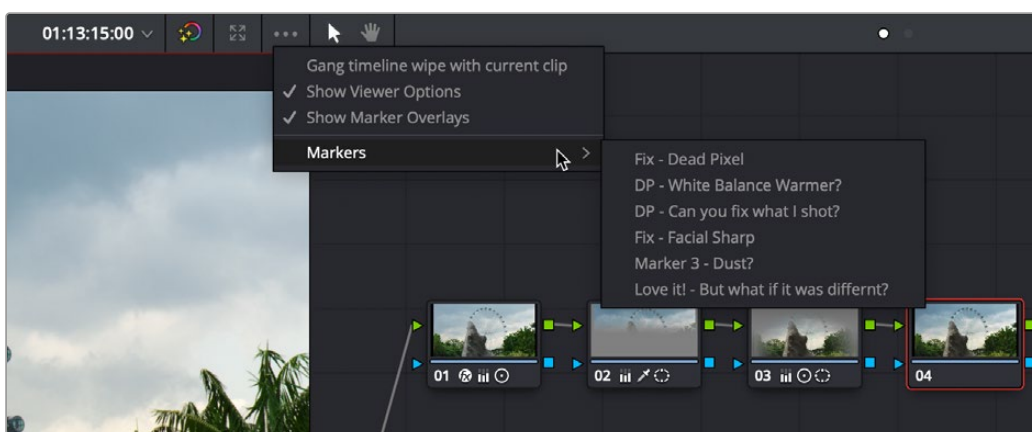 01:13:15:00
Gang timeline wipe with current clip
Show Viewer Options
Show Marker Overlays
Markers
Fix - Dead Pixel
DP - White Balance Warmer?
DP - Can you fix what I shot?
Fix - Facial Sharp
Marker 3 - Dust?
Love it! - But what if it was differnt?
01
02
03
04